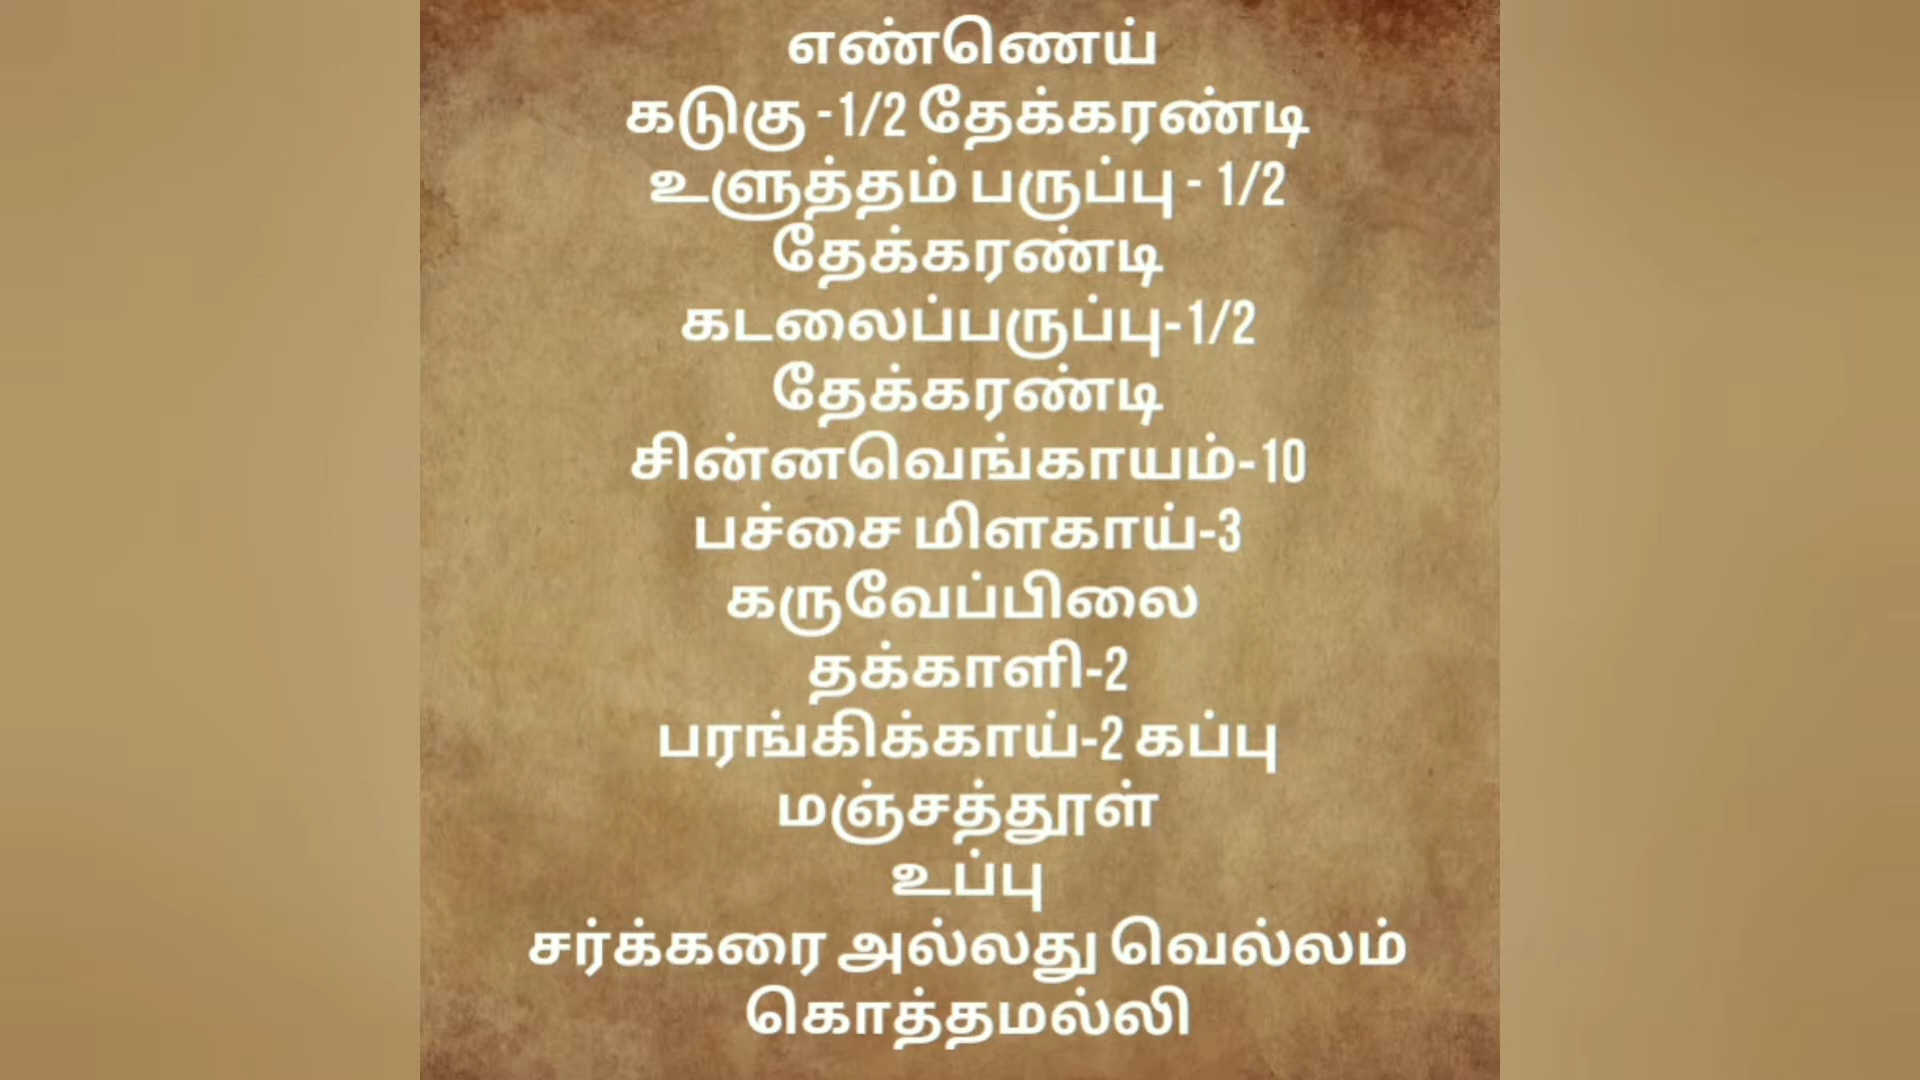 எண்ணெய்
கடுகு -1/2 தேக்கரண்டி
உளுத்தம் பருப்பு - 1/2
தேக்கரண்டி
கடலைப்பருப்பு-1/2
தேக்கரண்டி
சின்னவெங்காயம்-10
பச்சை மிளகாய்-3
கருவேப்பிலை
தக்காளி-2
பரங்கிக்காய்-2 கப்பு
மஞ்சத்தூள்
உப்பு
சர்க்கரை அல்லது வெல்லம்
கொத்தமல்லி